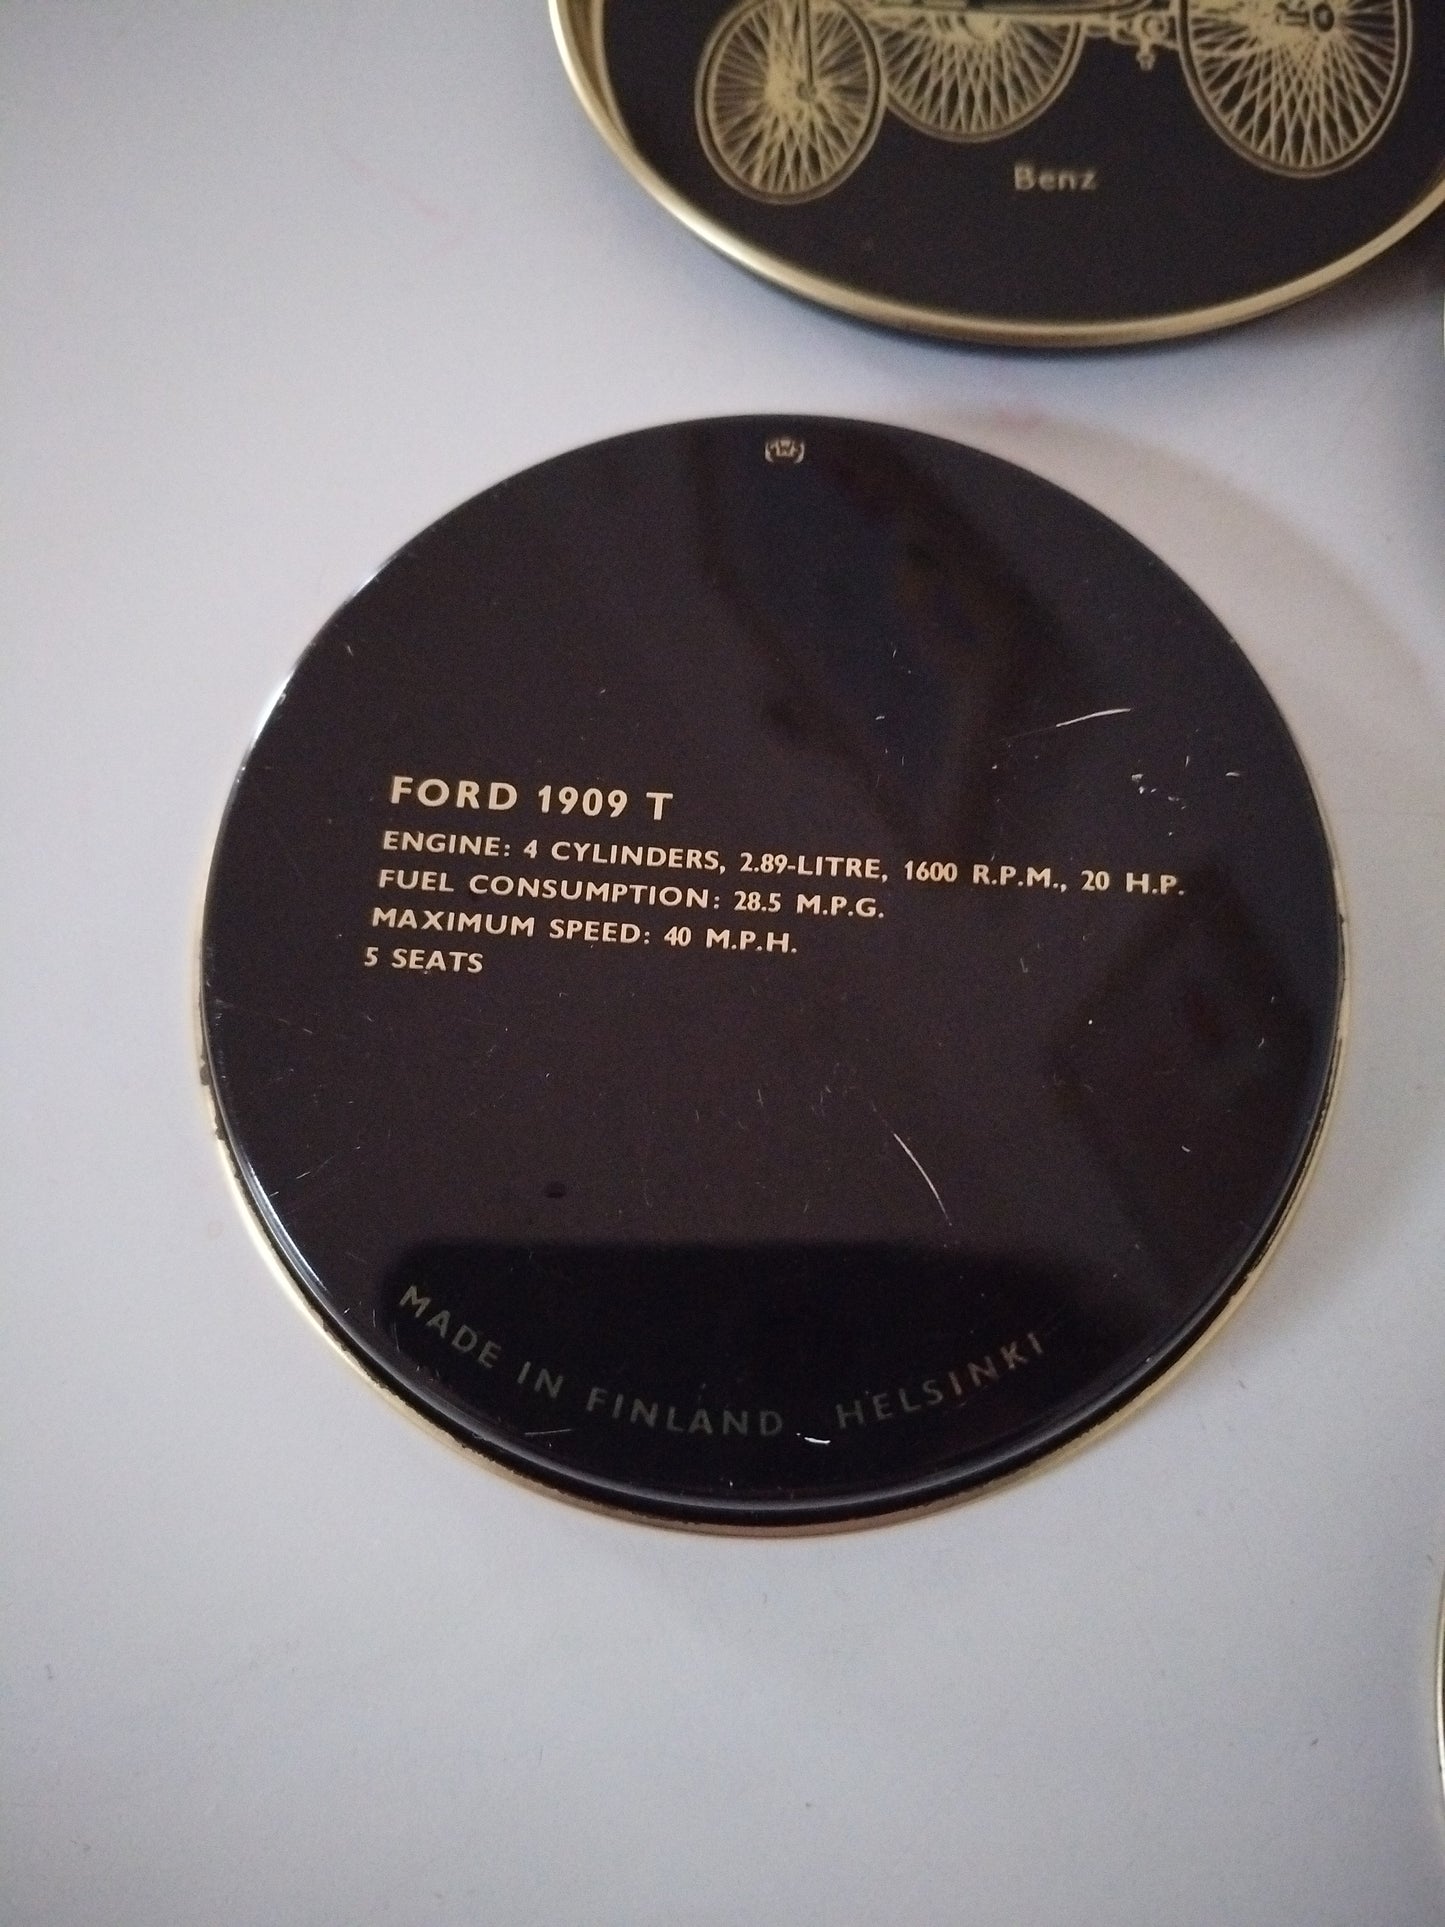 Benz
W
FORD 1909 T
ENGINE: 4 CYLINDERS, 2.89-LITRE, 1600 R.P.M., 20 H.P.
FUEL CONSUMPTION: 28.5 M.P.G.
MAXIMUM SPEED: 40 M.P.H.
5 SEATS
MADE IN FINLAND HELSINKI